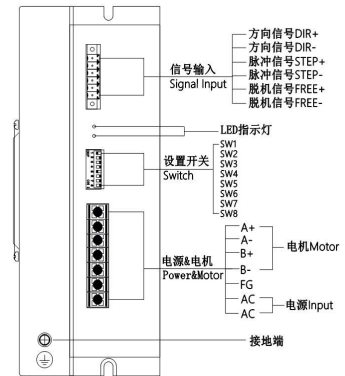 方向信号DIR+
方向信号DIR-
脉冲信号STEP+
脉冲信号STEP-
脱机信号FREE+
脱机信号FREE-
信号输入
Signal Input
LED指示灯
设置开关
Switch
SW1
SW2
SW3
SW4
SW5
SW6
SW7
SW8
电源&电机
Power&Motor
A+
A-
B+
B-
FG
AC
AC
电机Motor
电源Input
接地端